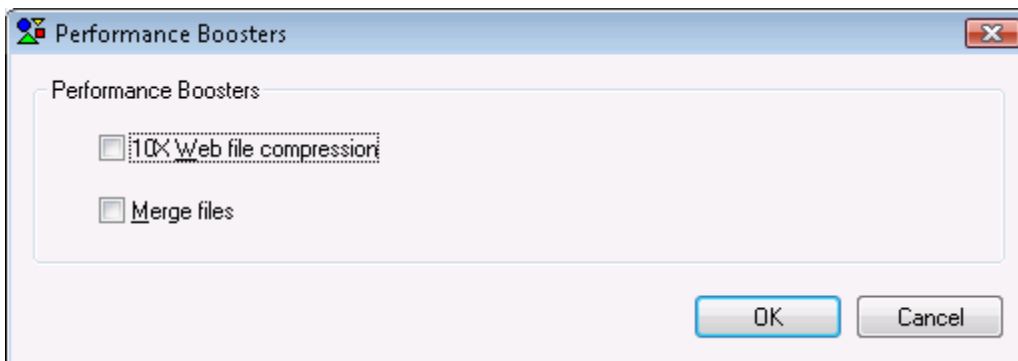 Performance Boosters
Performance Boosters
10X Web file compression
Merge files
OK Cancel